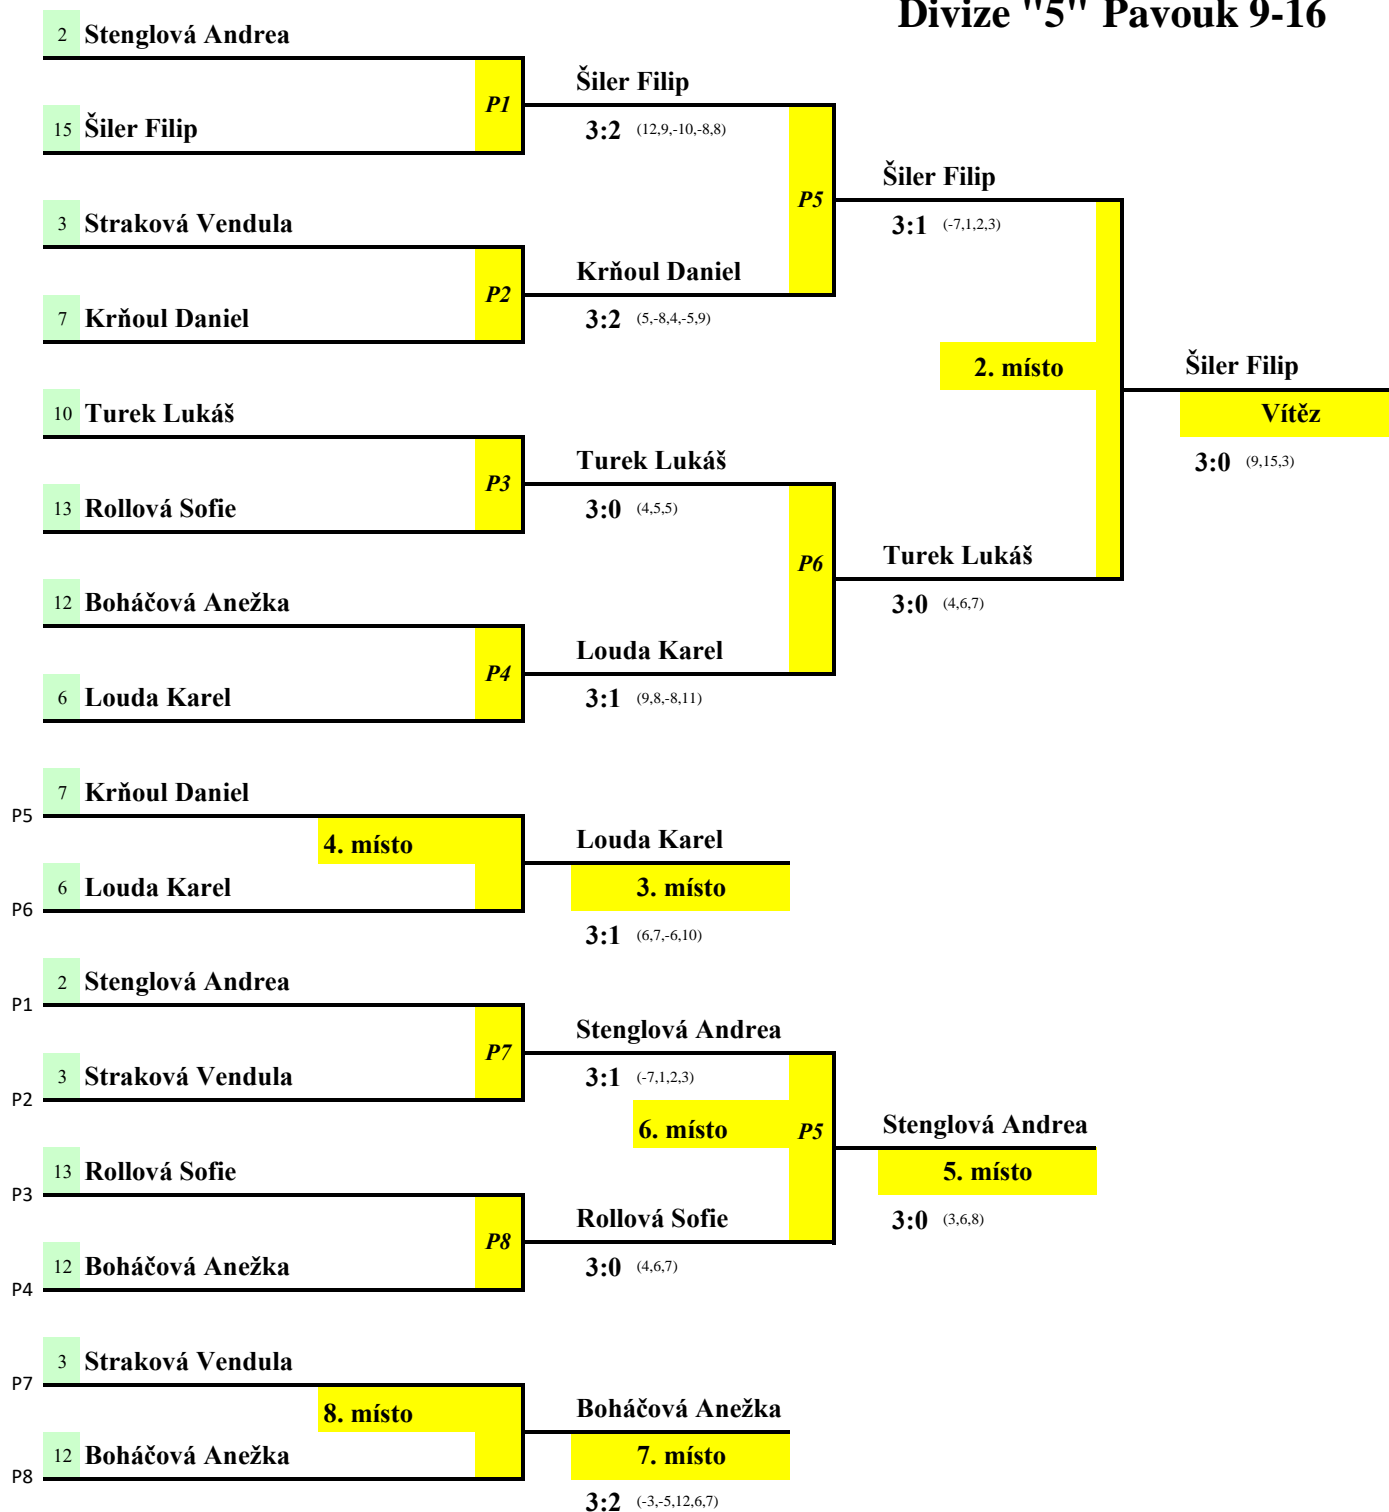 Divize "5" Pavouk 9-16
2 Stenglová Andrea
Šiler Filip
P1
15 Šiler Filip
3:2 (12,9,-10,-8,8)
Šiler Filip
P5
3 Straková Vendula
3:1 (-7,1,2,3)
Krňoul Daniel
P2
7 Krňoul Daniel
3:2 (5,-8,4,-5,9)
2. místo
Šiler Filip
10 Turek Lukáš
Vítěz
Turek Lukáš
3:0 (9,15,3)
P3
13 Rollová Sofie
3:0 (4,5,5)
Turek Lukáš
P6
12 Boháčová Anežka
3:0 (4,6,7)
Louda Karel
P4
6 Louda Karel
3:1 (9,8,-8,11)
7 Krňoul Daniel
P5
4. místo
Louda Karel
6 Louda Karel
3. místo
P6
3:1 (6,7,-6,10)
2 Stenglová Andrea
P1
Stenglová Andrea
P7
3 Straková Vendula
3:1 (-7,1,2,3)
P2
6. místo
P5
Stenglová Andrea
13 Rollová Sofie
5. místo
P3
Rollová Sofie
3:0 (3,6,8)
P8
12 Boháčová Anežka
3:0 (4,6,7)
P4
3 Straková Vendula
P7
8. místo
Boháčová Anežka
12 Boháčová Anežka
7. místo
P8
3:2 (-3,-5,12,6,7)